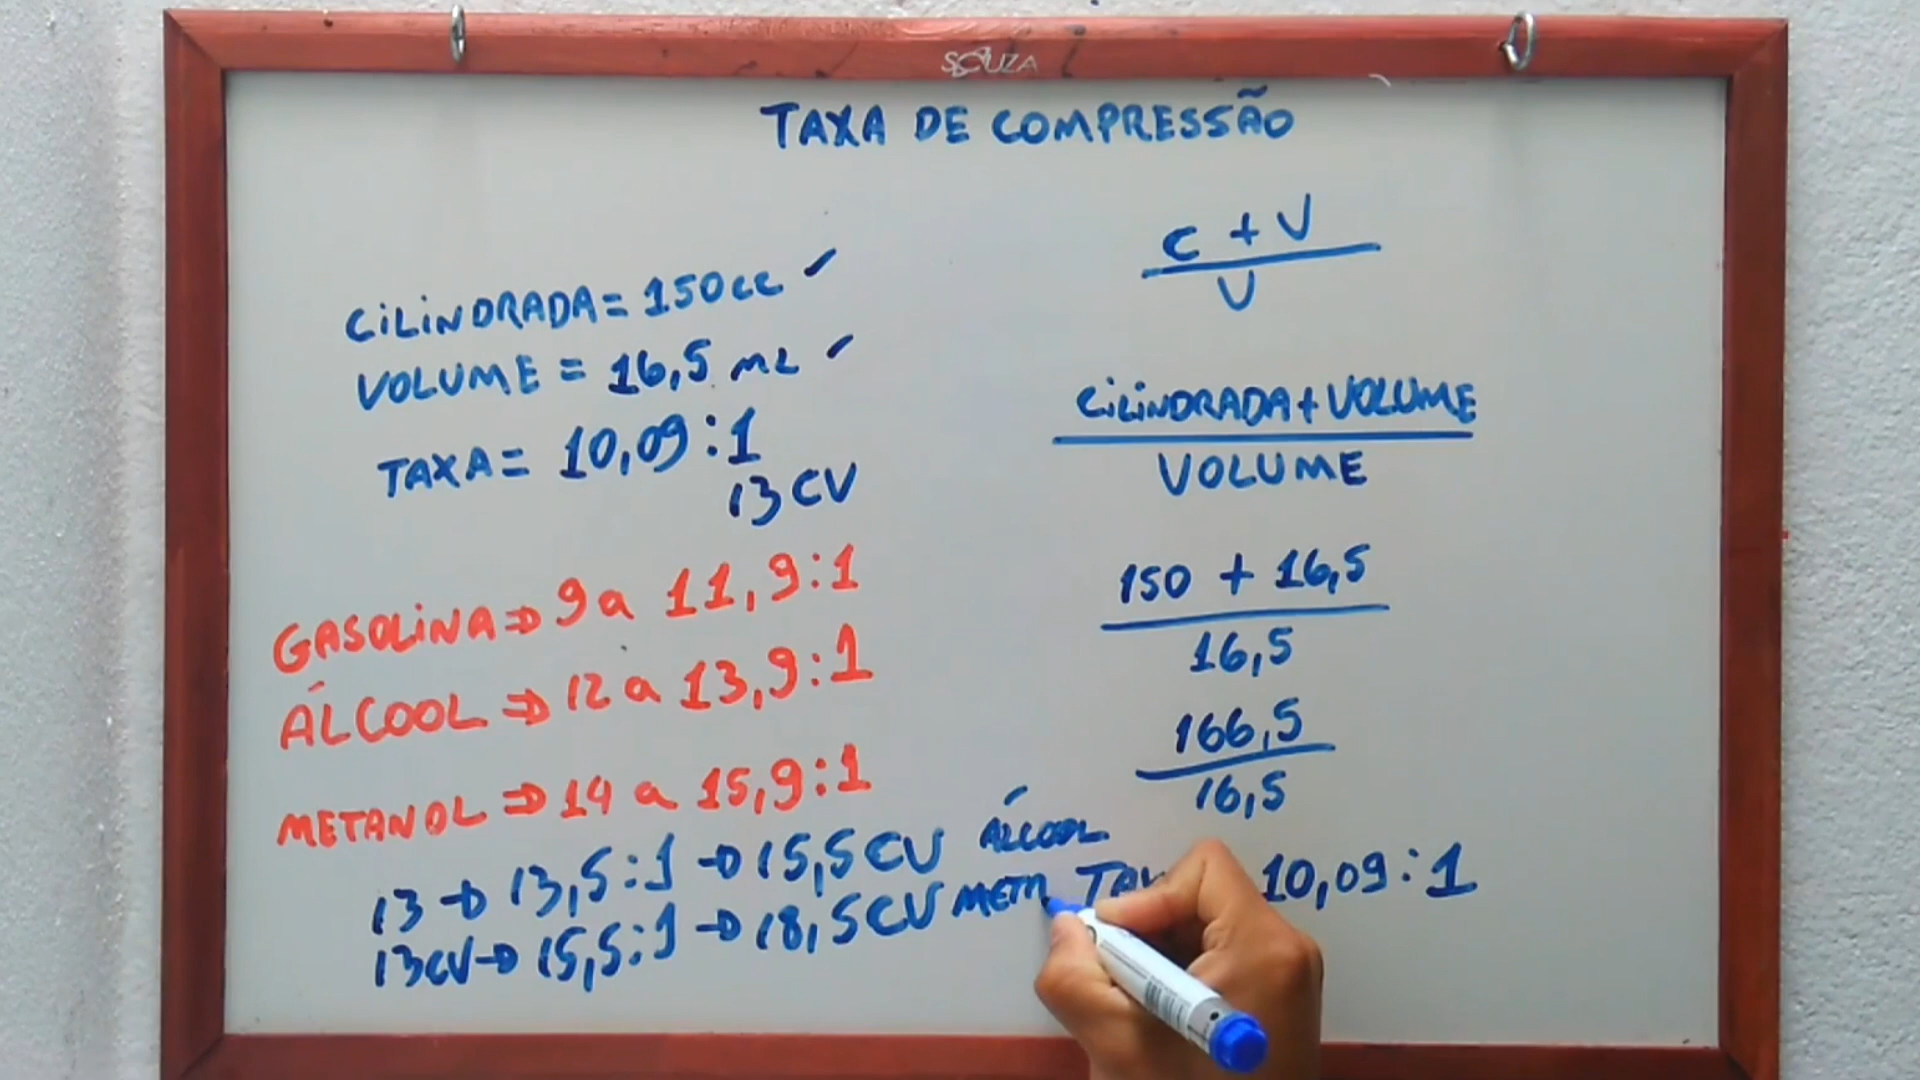 SOUZA
TAXA DE COMPRESSÃO
CILINDRADA = 150cc
VOLUME = 16,5 mL
TAXA = 10,09:1
13 CV
GASOLINA ⇒ 9 a 11,9:1
ÁLCOOL ⇒ 12 a 13,9:1
METANOL ⇒ 14 a 15,9:1
13 → 13,5:1 → 15,5 CV ÁLCOOL
13CV → 15,5:1 → 18,5 CV
C + V
V
CILINDRADA + VOLUME
VOLUME
150 + 16,5
16,5
166,5
16,5
10,09:1